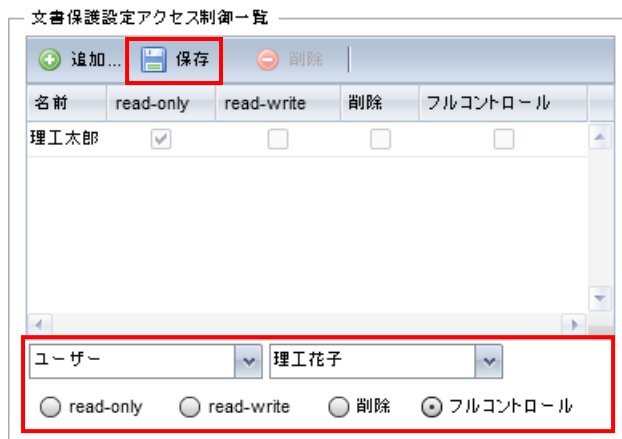 文書保護設定アクセス制御一覧
追加... 保存 削除
名前 read-only read-write 削除 フルコントロール
理工太郎
ユーザー 理工花子
read-only read-write 削除 フルコントロール